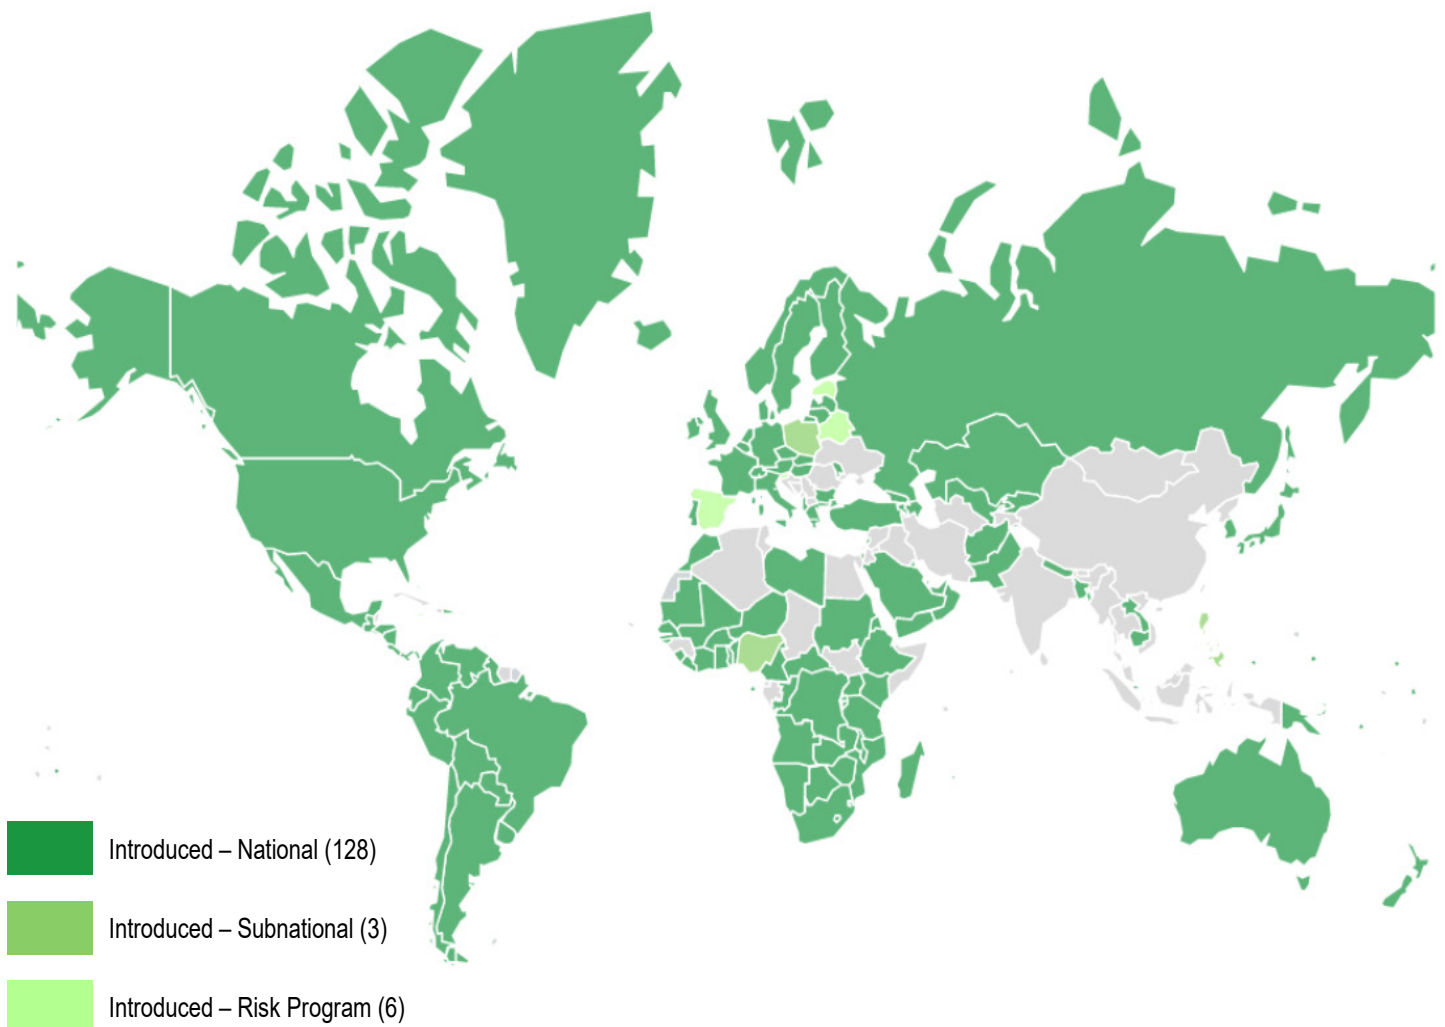 Introduced – National (128)
Introduced – Subnational (3)
Introduced – Risk Program (6)